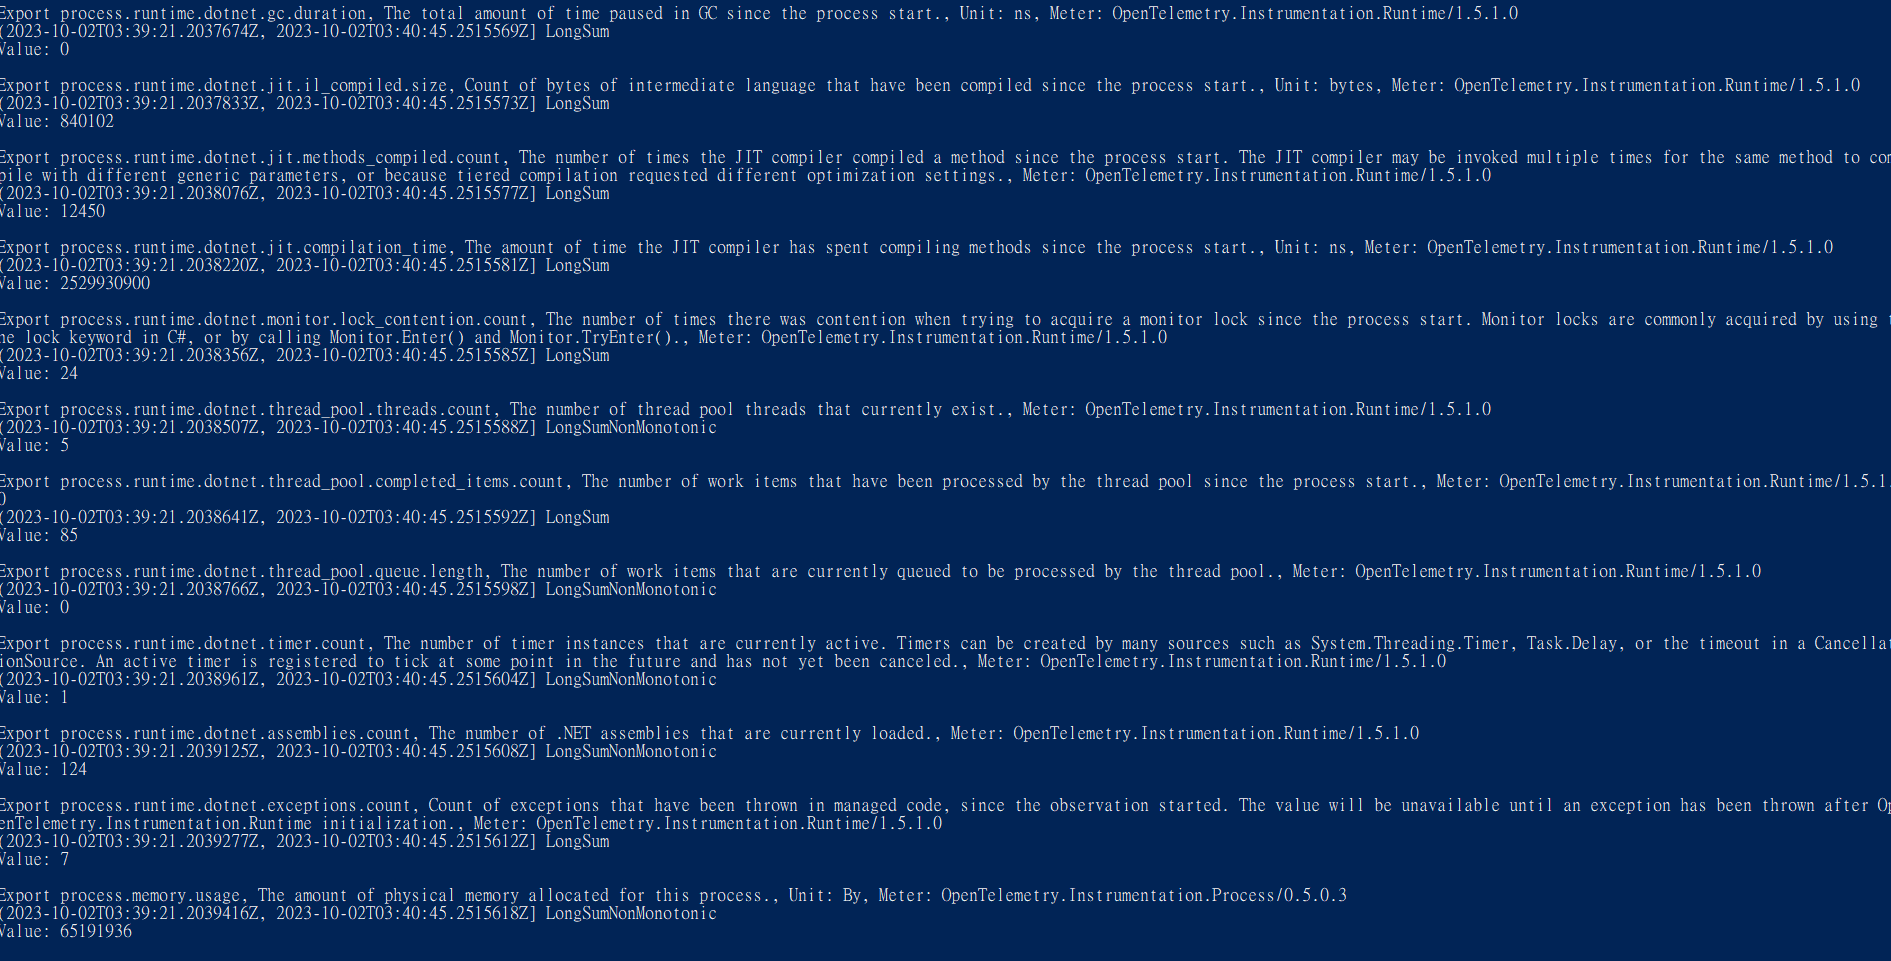 Export process.runtime.dotnet.gc.duration, The total amount of time paused in GC since the process start., Unit: ns, Meter: OpenTelemetry.Instrumentation.Runtime/1.5.1.0
(2023-10-02T03:39:21.2037674Z, 2023-10-02T03:40:45.2515569Z] LongSum
Value: 0
Export process.runtime.dotnet.jit.il_compiled.size, Count of bytes of intermediate language that have been compiled since the process start., Unit: bytes, Meter: OpenTelemetry.Instrumentation.Runtime/1.5.1.0
(2023-10-02T03:39:21.2037833Z, 2023-10-02T03:40:45.2515573Z] LongSum
Value: 840102
Export process.runtime.dotnet.jit.methods_compiled.count, The number of times the JIT compiler compiled a method since the process start. The JIT compiler may be invoked multiple times for the same method to com
pile with different generic parameters, or because tiered compilation requested different optimization settings., Meter: OpenTelemetry.Instrumentation.Runtime/1.5.1.0
(2023-10-02T03:39:21.2038076Z, 2023-10-02T03:40:45.2515577Z] LongSum
Value: 12450
Export process.runtime.dotnet.jit.compilation_time, The amount of time the JIT compiler has spent compiling methods since the process start., Unit: ns, Meter: OpenTelemetry.Instrumentation.Runtime/1.5.1.0
(2023-10-02T03:39:21.2038220Z, 2023-10-02T03:40:45.2515581Z] LongSum
Value: 2529930900
Export process.runtime.dotnet.monitor.lock_contention.count, The number of times there was contention when trying to acquire a monitor lock since the process start. Monitor locks are commonly acquired by using t
he lock keyword in C#, or by calling Monitor.Enter() and Monitor.TryEnter()., Meter: OpenTelemetry.Instrumentation.Runtime/1.5.1.0
(2023-10-02T03:39:21.2038356Z, 2023-10-02T03:40:45.2515585Z] LongSum
Value: 24
Export process.runtime.dotnet.thread_pool.threads.count, The number of thread pool threads that currently exist., Meter: OpenTelemetry.Instrumentation.Runtime/1.5.1.0
(2023-10-02T03:39:21.2038507Z, 2023-10-02T03:40:45.2515588Z] LongSumNonMonotonic
Value: 5
Export process.runtime.dotnet.thread_pool.completed_items.count, The number of work items that have been processed by the thread pool since the process start., Meter: OpenTelemetry.Instrumentation.Runtime/1.5.1.
0
(2023-10-02T03:39:21.2038641Z, 2023-10-02T03:40:45.2515592Z] LongSum
Value: 85
Export process.runtime.dotnet.thread_pool.queue.length, The number of work items that are currently queued to be processed by the thread pool., Meter: OpenTelemetry.Instrumentation.Runtime/1.5.1.0
(2023-10-02T03:39:21.2038766Z, 2023-10-02T03:40:45.2515598Z] LongSumNonMonotonic
Value: 0
Export process.runtime.dotnet.timer.count, The number of timer instances that are currently active. Timers can be created by many sources such as System.Threading.Timer, Task.Delay, or the timeout in a Cancellat
ionSource. An active timer is registered to tick at some point in the future and has not yet been canceled., Meter: OpenTelemetry.Instrumentation.Runtime/1.5.1.0
(2023-10-02T03:39:21.2038961Z, 2023-10-02T03:40:45.2515604Z] LongSumNonMonotonic
Value: 1
Export process.runtime.dotnet.assemblies.count, The number of .NET assemblies that are currently loaded., Meter: OpenTelemetry.Instrumentation.Runtime/1.5.1.0
(2023-10-02T03:39:21.2039125Z, 2023-10-02T03:40:45.2515608Z] LongSumNonMonotonic
Value: 124
Export process.runtime.dotnet.exceptions.count, Count of exceptions that have been thrown in managed code, since the observation started. The value will be unavailable until an exception has been thrown after Op
enTelemetry.Instrumentation.Runtime initialization., Meter: OpenTelemetry.Instrumentation.Runtime/1.5.1.0
(2023-10-02T03:39:21.2039277Z, 2023-10-02T03:40:45.2515612Z] LongSum
Value: 7
Export process.memory.usage, The amount of physical memory allocated for this process., Unit: By, Meter: OpenTelemetry.Instrumentation.Process/0.5.0.3
(2023-10-02T03:39:21.2039416Z, 2023-10-02T03:40:45.2515618Z] LongSumNonMonotonic
Value: 65191936